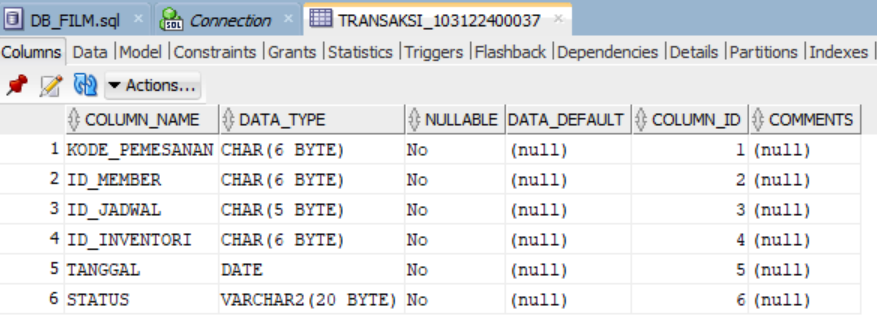 DB_FILM.sql × Connection × TRANSAKSI_103122400037 ×
Columns Data |Model |Constraints |Grants |Statistics |Triggers |Flashback |Dependencies |Details |Partitions |Indexes |
Actions...
COLUMN_NAME DATA_TYPE NULLABLE DATA_DEFAULT COLUMN_ID COMMENTS
1 KODE_PEMESANAN CHAR(6 BYTE) No (null) 1 (null)
2 ID_MEMBER CHAR(6 BYTE) No (null) 2 (null)
3 ID_JADWAL CHAR(5 BYTE) No (null) 3 (null)
4 ID_INVENTORI CHAR(6 BYTE) No (null) 4 (null)
5 TANGGAL DATE No (null) 5 (null)
6 STATUS VARCHAR2(20 BYTE) No (null) 6 (null)